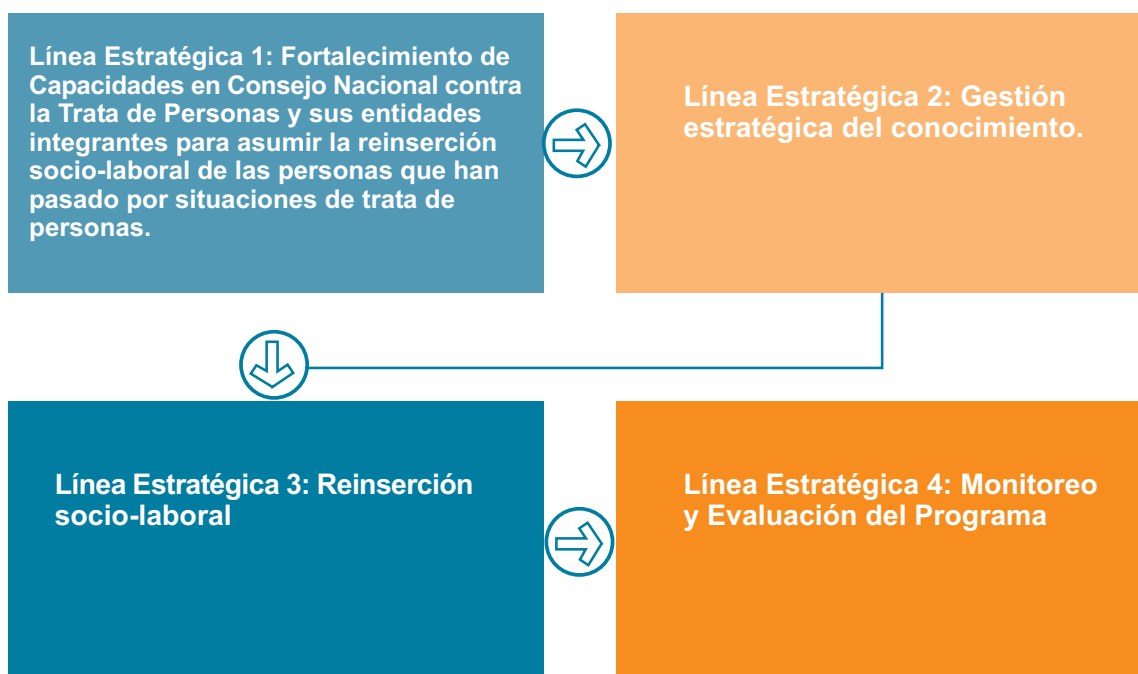 Línea Estratégica 1: Fortalecimiento de
Capacidades en Consejo Nacional contra
la Trata de Personas y sus entidades
integrantes para asumir la reinserción
socio-laboral de las personas que han
pasado por situaciones de trata de
personas.
Línea Estratégica 2: Gestión
estratégica del conocimiento.
Línea Estratégica 3: Reinserción
socio-laboral
Línea Estratégica 4: Monitoreo
y Evaluación del Programa